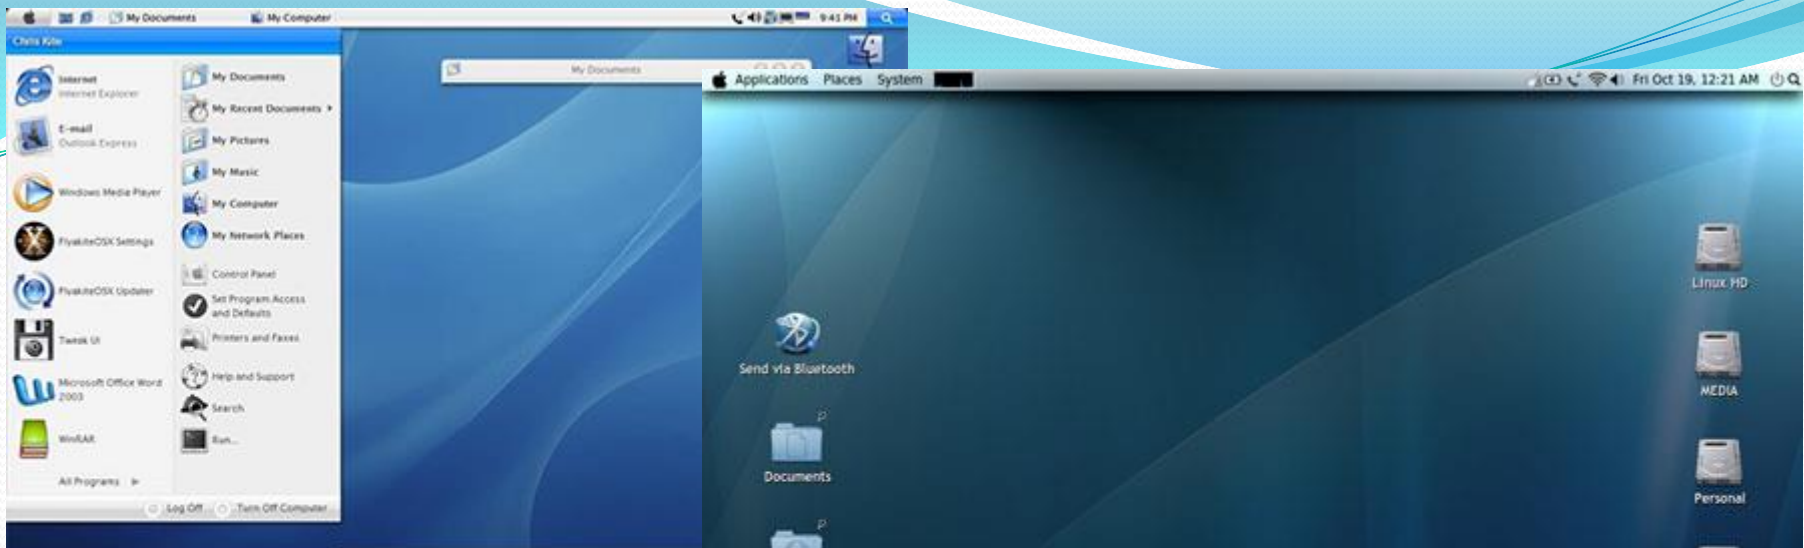 My Documents
My Computer
9:41 PM
Chris Kite
Internet
Internet Explorer
E-mail
Outlook Express
Windows Media Player
FlyakiteOSX Settings
FlyakiteOSX Updater
Tweak UI
Microsoft Office Word
2003
WinRAR
All Programs
My Documents
My Recent Documents
My Pictures
My Music
My Computer
My Network Places
Control Panel
Set Program Access
and Defaults
Printers and Faxes
Help and Support
Search
Run...
Log Off
Turn Off Computer
My Documents
Applications Places System
Fri Oct 19, 12:21 AM
Send via Bluetooth
Documents
Linux HD
MEDIA
Personal